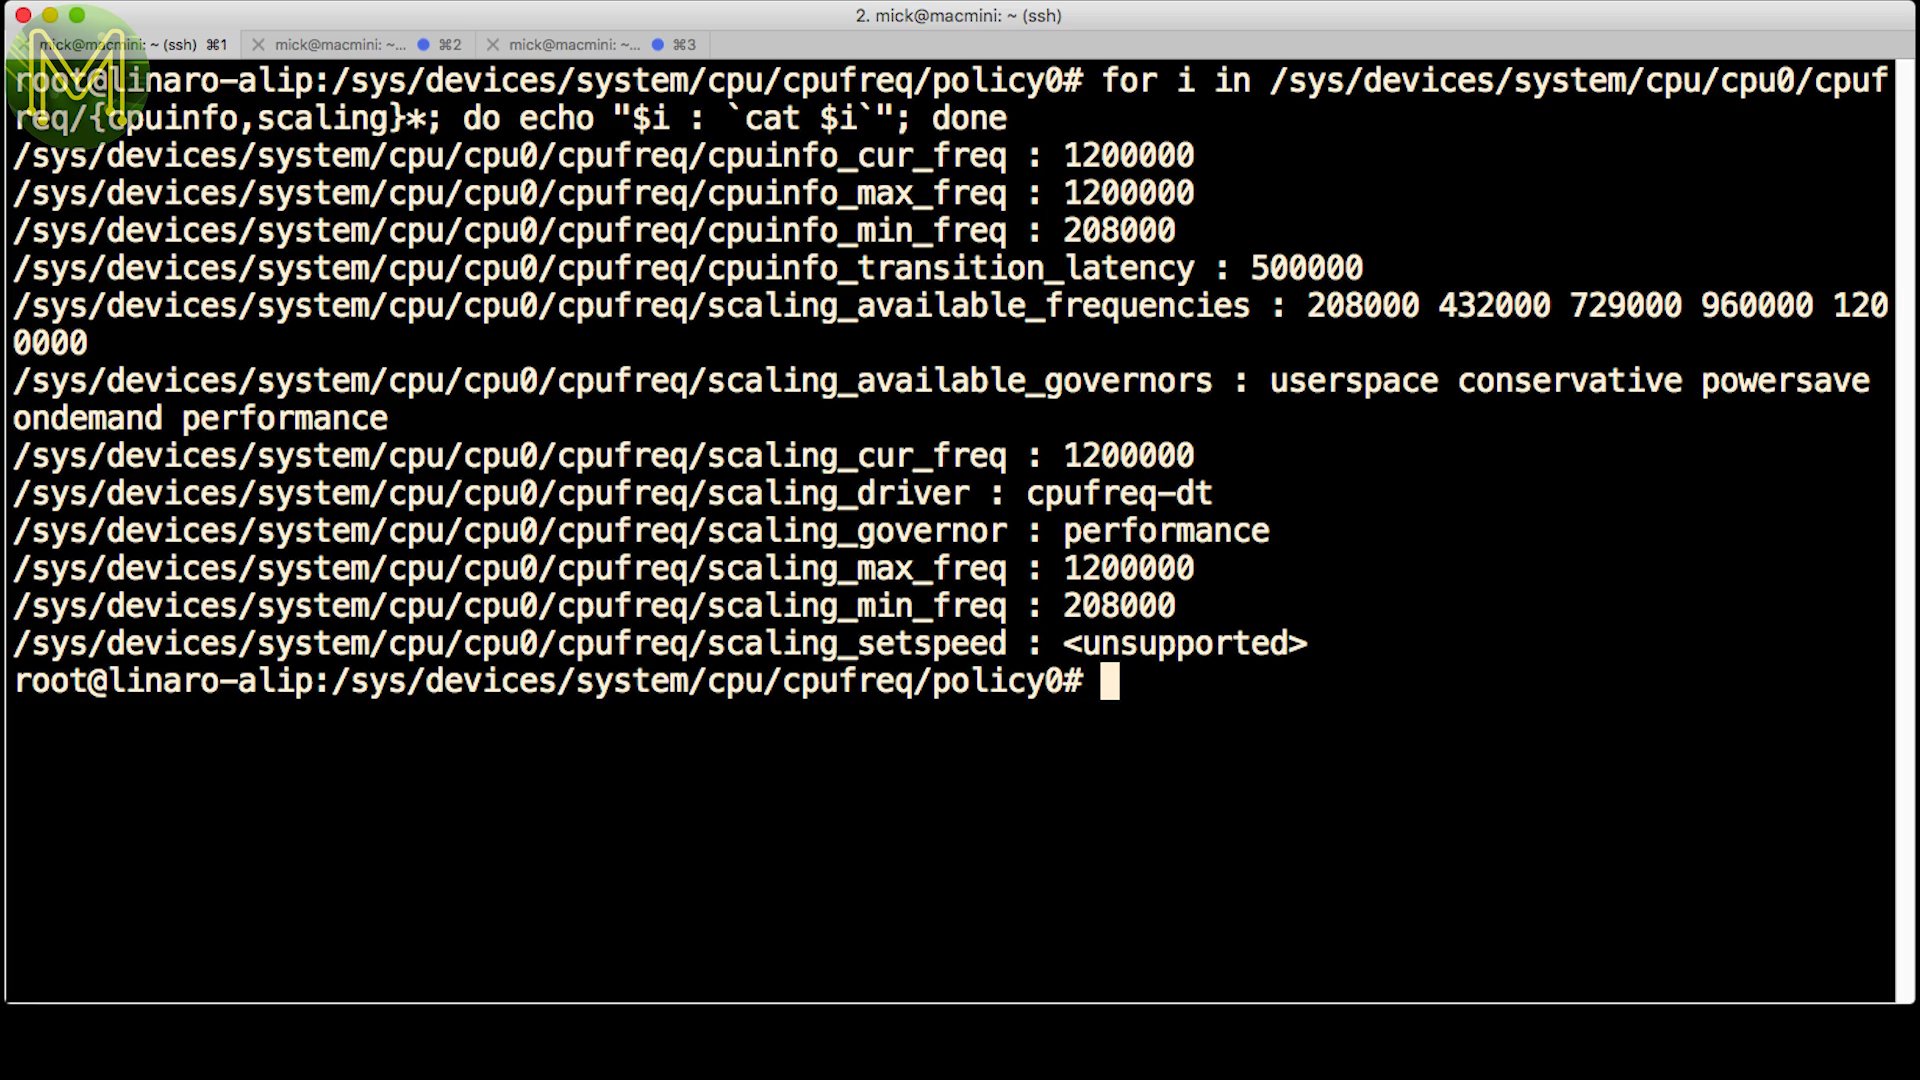 2. mick@macmini: ~ (ssh)
mick@macmini: ~ (ssh) ⌘1 mick@macmini: ~... ⌘2 mick@macmini: ~... ⌘3
root@linaro-alip:/sys/devices/system/cpu/cpufreq/policy0# for i in /sys/devices/system/cpu/cpu0/cpuf
req/{cpuinfo,scaling}*; do echo "$i : `cat $i`"; done
/sys/devices/system/cpu/cpu0/cpufreq/cpuinfo_cur_freq : 1200000
/sys/devices/system/cpu/cpu0/cpufreq/cpuinfo_max_freq : 1200000
/sys/devices/system/cpu/cpu0/cpufreq/cpuinfo_min_freq : 208000
/sys/devices/system/cpu/cpu0/cpufreq/cpuinfo_transition_latency : 500000
/sys/devices/system/cpu/cpu0/cpufreq/scaling_available_frequencies : 208000 432000 729000 960000 120
0000
/sys/devices/system/cpu/cpu0/cpufreq/scaling_available_governors : userspace conservative powersave
ondemand performance
/sys/devices/system/cpu/cpu0/cpufreq/scaling_cur_freq : 1200000
/sys/devices/system/cpu/cpu0/cpufreq/scaling_driver : cpufreq-dt
/sys/devices/system/cpu/cpu0/cpufreq/scaling_governor : performance
/sys/devices/system/cpu/cpu0/cpufreq/scaling_max_freq : 1200000
/sys/devices/system/cpu/cpu0/cpufreq/scaling_min_freq : 208000
/sys/devices/system/cpu/cpu0/cpufreq/scaling_setspeed : <unsupported>
root@linaro-alip:/sys/devices/system/cpu/cpufreq/policy0#